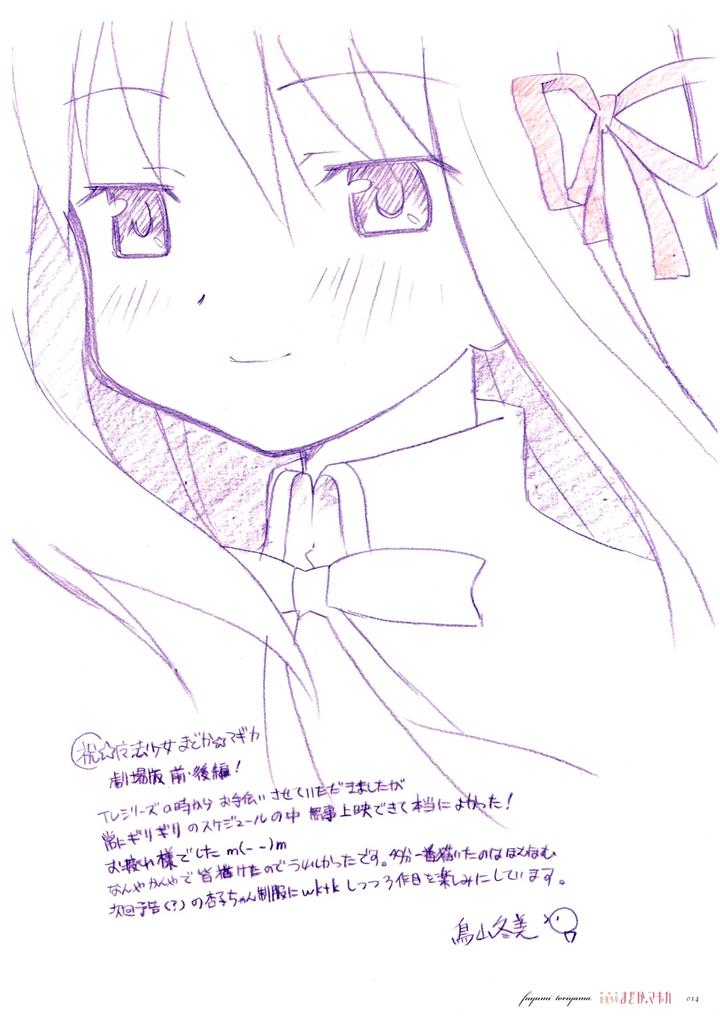 祝☆魔法少女まどか☆マギカ
劇場版 前・後編！
TVシリーズの時から お手伝いさせていただきましたが
常にギリギリのスケジュールの中 無事上映できて本当によかった！
お疲れ様でした m(--)m
なんやかんやで皆描けたのでうれしかったです。多分一番描いたのはほむほむ
次回予告(?)の杏子ちゃん制服にwktkしつつ3作目を楽しみにしています。
鳥山冬美
fuyumi toriyama 劇場版 まどか☆マギカ 014